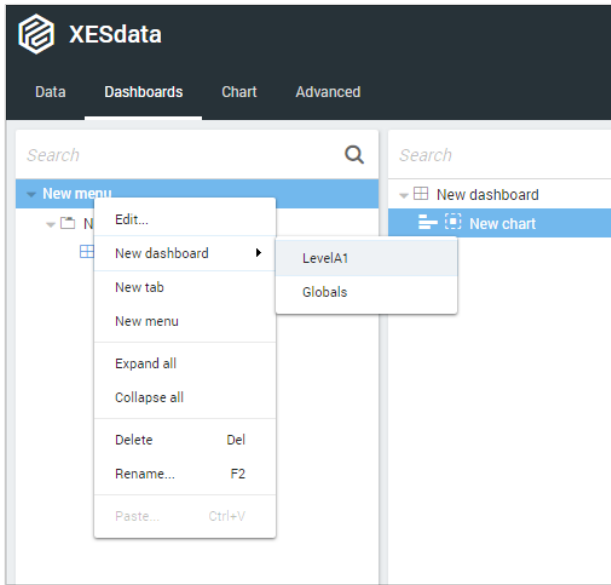 XESdata
Data Dashboards Chart Advanced
Search
New menu
N
Edit...
New dashboard
New tab
New menu
Expand all
Collapse all
Delete Del
Rename... F2
Paste... Ctrl+V
LevelA1
Globals
Search
New dashboard
New chart